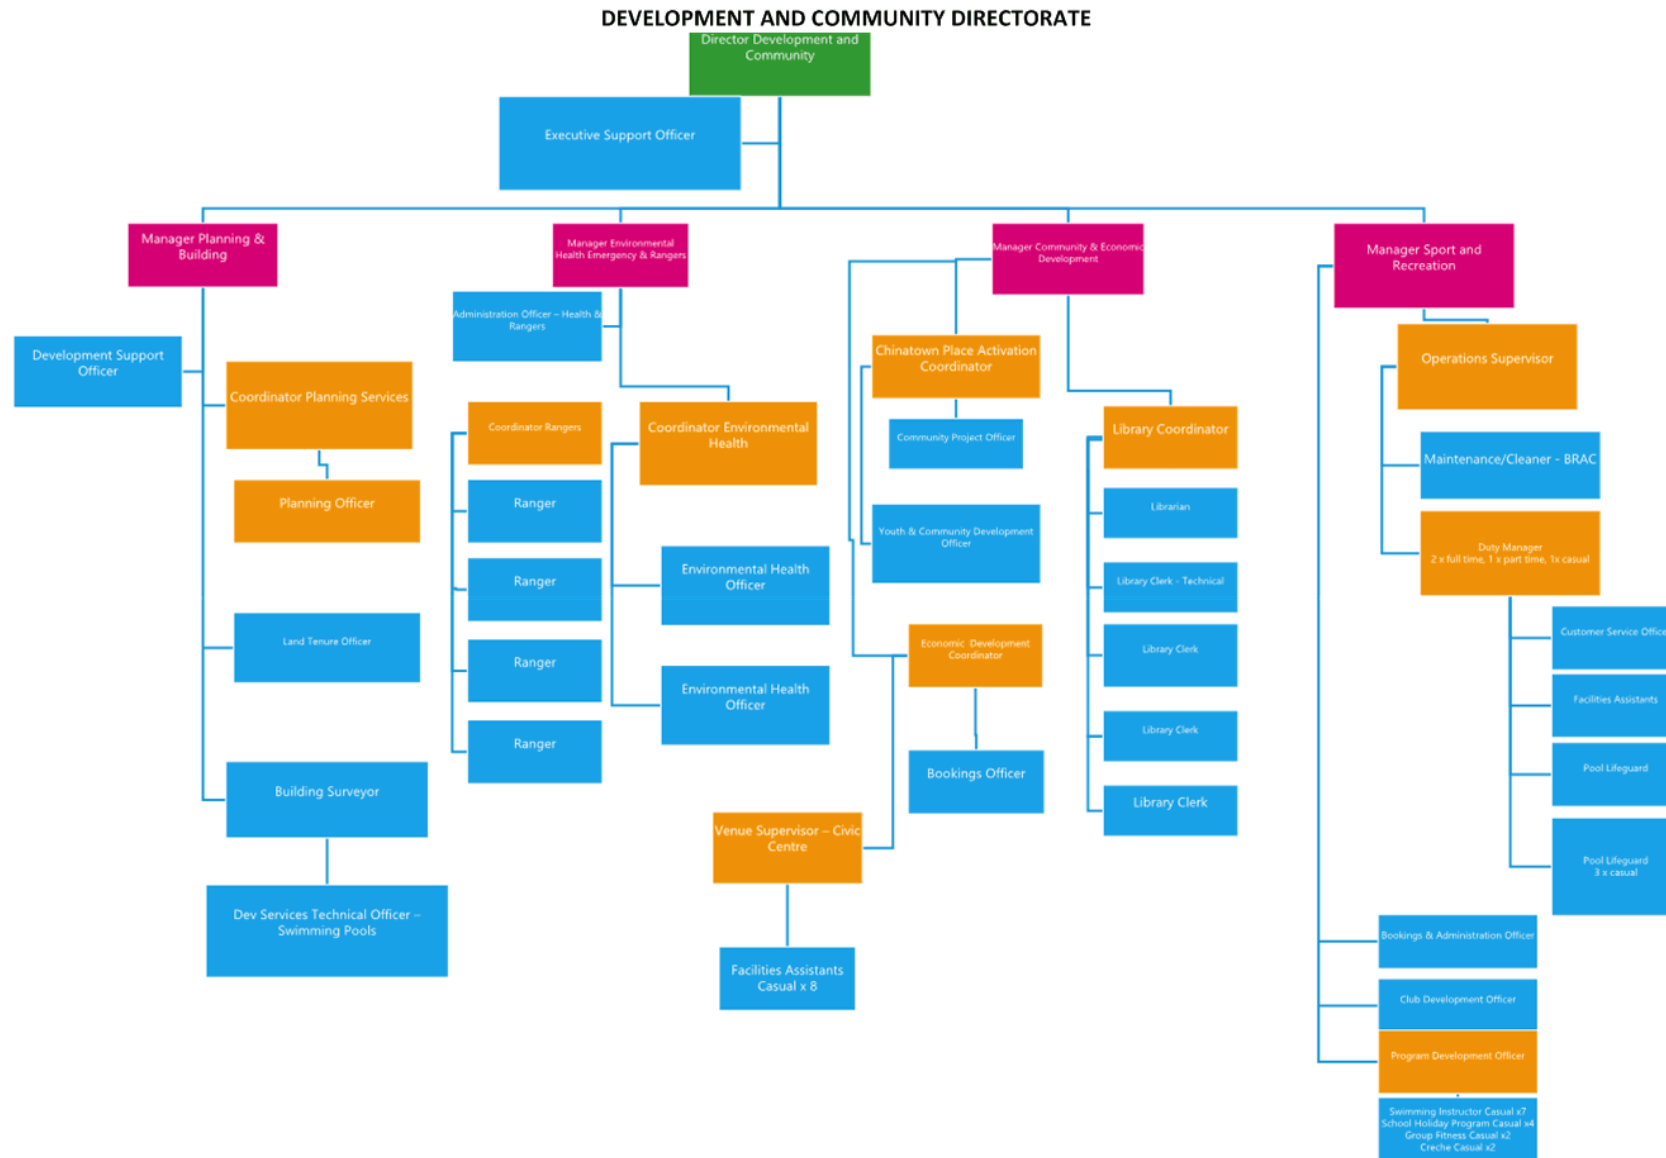 DEVELOPMENT AND COMMUNITY DIRECTORATE
Director Development and
Community
Executive Support Officer
Manager Planning &
Building
Manager Environmental
Health Emergency & Rangers
Manager Community & Economic
Development
Manager Sport and
Recreation
Development Support
Officer
Coordinator Planning Services
Planning Officer
Land Tenure Officer
Building Surveyor
Dev Services Technical Officer –
Swimming Pools
Administration Officer – Health &
Rangers
Coordinator Rangers
Ranger
Ranger
Ranger
Ranger
Coordinator Environmental
Health
Environmental Health
Officer
Environmental Health
Officer
Chinatown Place Activation
Coordinator
Community Project Officer
Youth & Community Development
Officer
Economic Development
Coordinator
Bookings Officer
Venue Supervisor – Civic
Centre
Facilities Assistants
Casual x 8
Library Coordinator
Librarian
Library Clerk - Technical
Library Clerk
Library Clerk
Library Clerk
Operations Supervisor
Maintenance/Cleaner - BRAC
Duty Manager
2 x full time, 1 x part time, 1x casual
Customer Service Office
Facilities Assistants
Pool Lifeguard
Pool Lifeguard
3 x casual
Bookings & Administration Officer
Club Development Officer
Program Development Officer
Swimming Instructor Casual x7
School Holiday Program Casual x4
Group Fitness Casual x2
Creche Casual x2